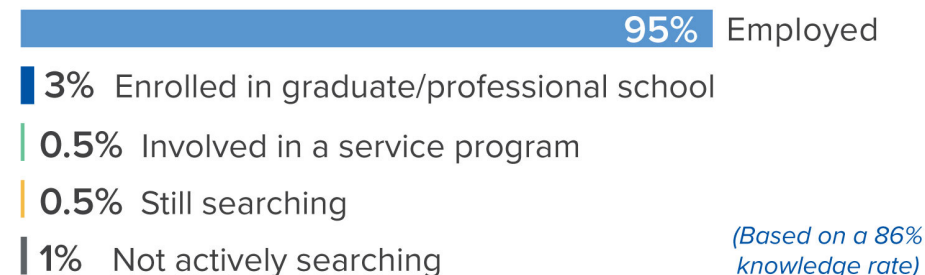 95% Employed
3% Enrolled in graduate/professional school
0.5% Involved in a service program
0.5% Still searching
1% Not actively searching
(Based on a 86%
knowledge rate)